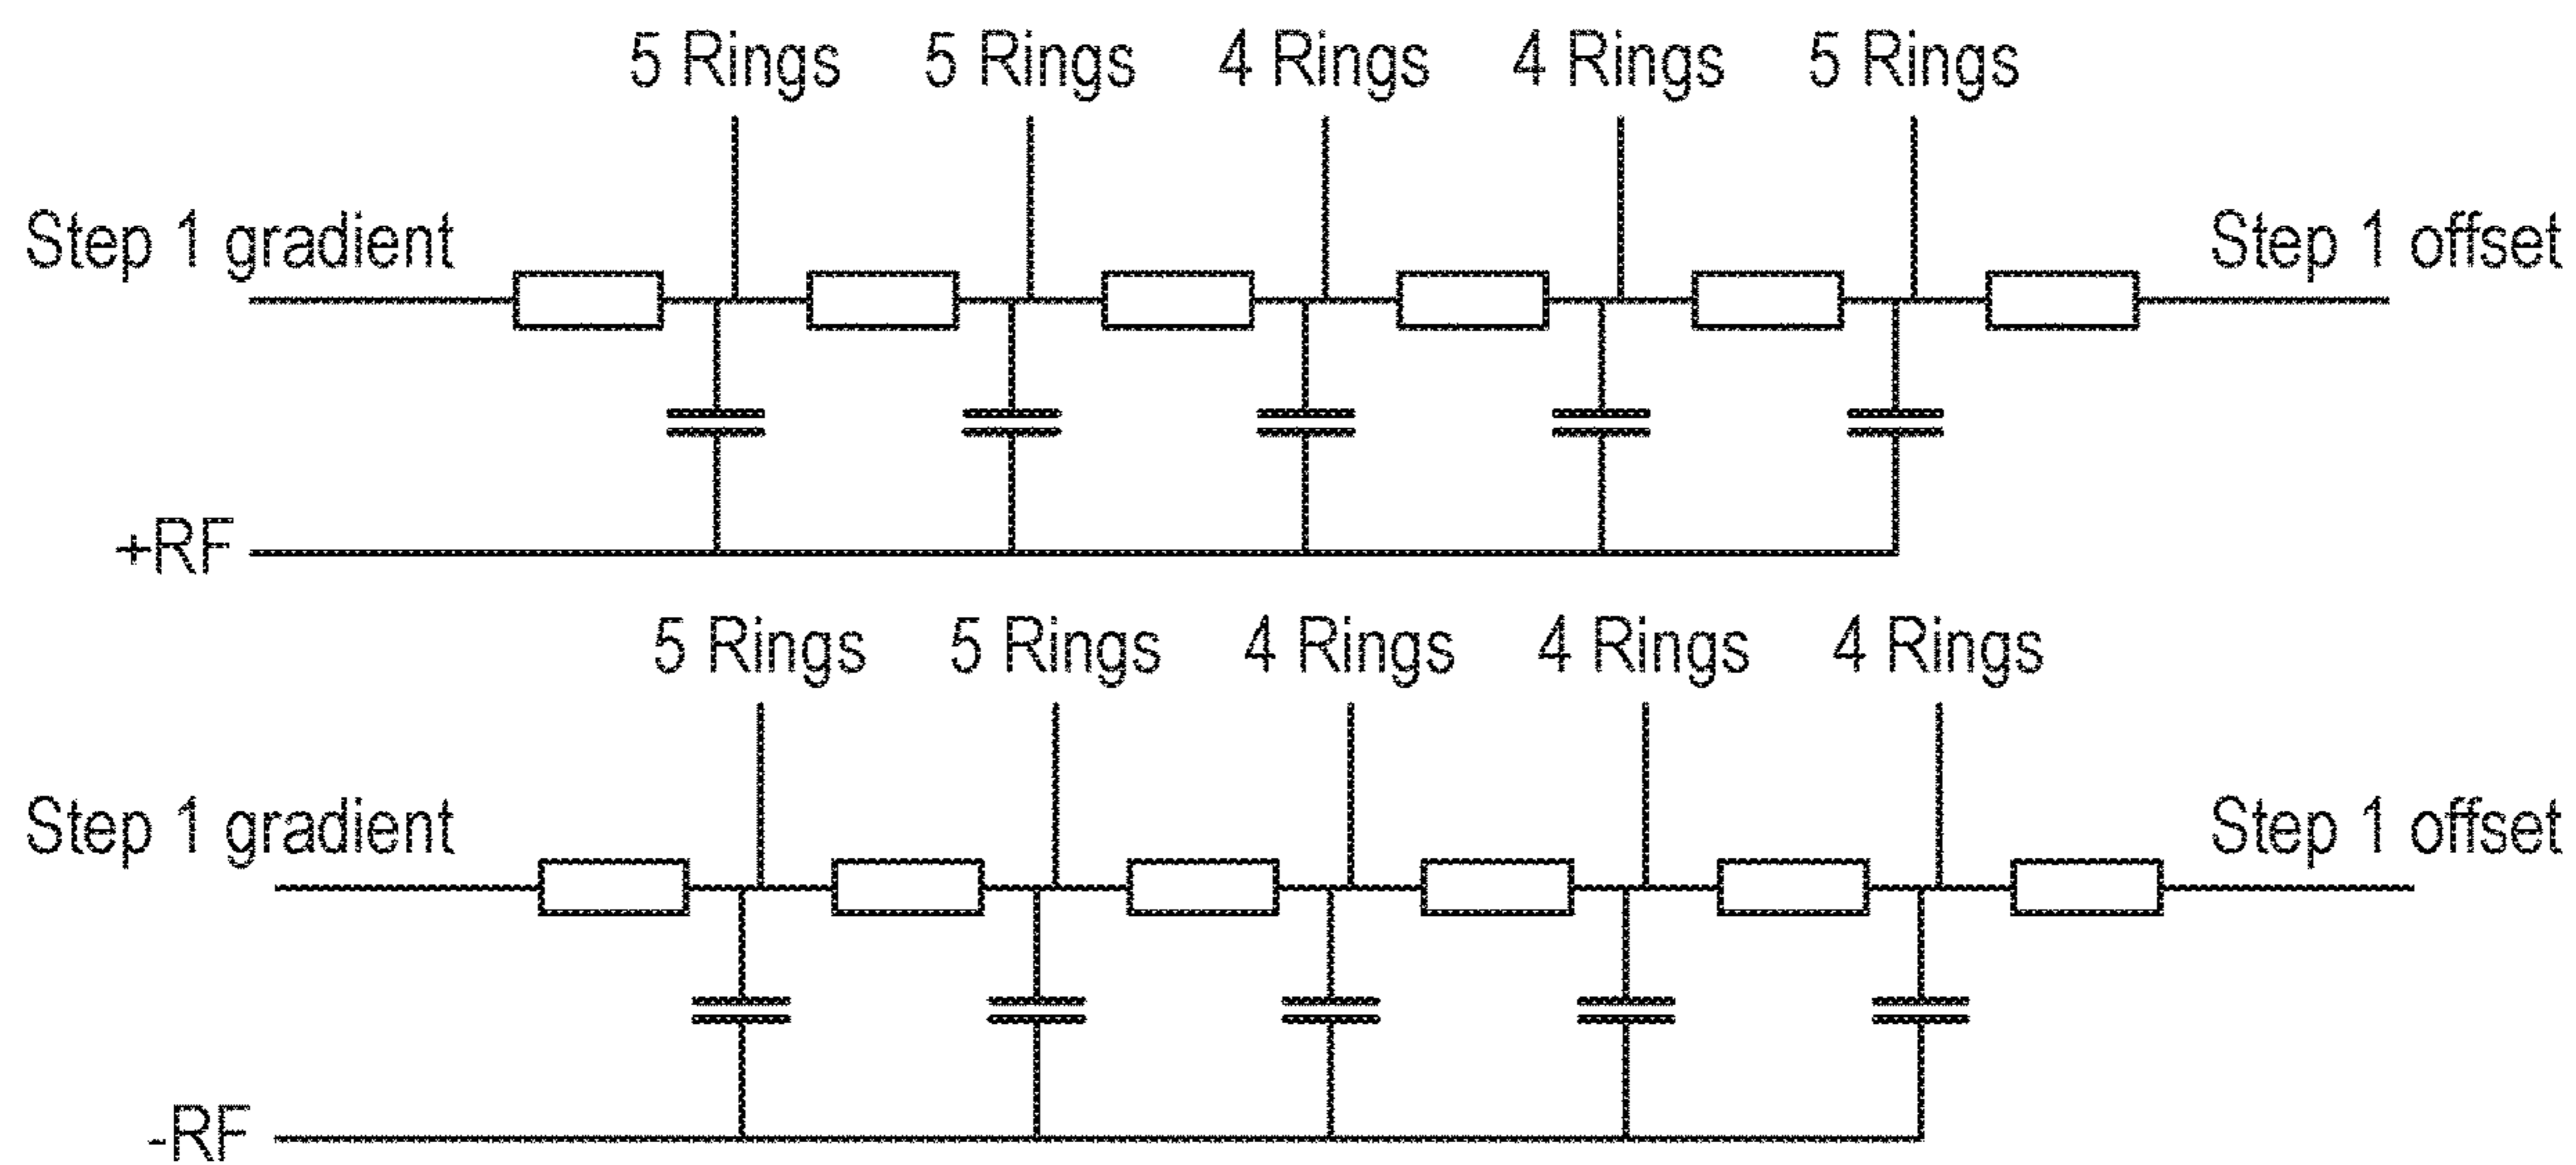 5 Rings 5 Rings 4 Rings 4 Rings 5 Rings
Step 1 gradient Step 1 offset
+RF
5 Rings 5 Rings 4 Rings 4 Rings 4 Rings
Step 1 gradient Step 1 offset
-RF